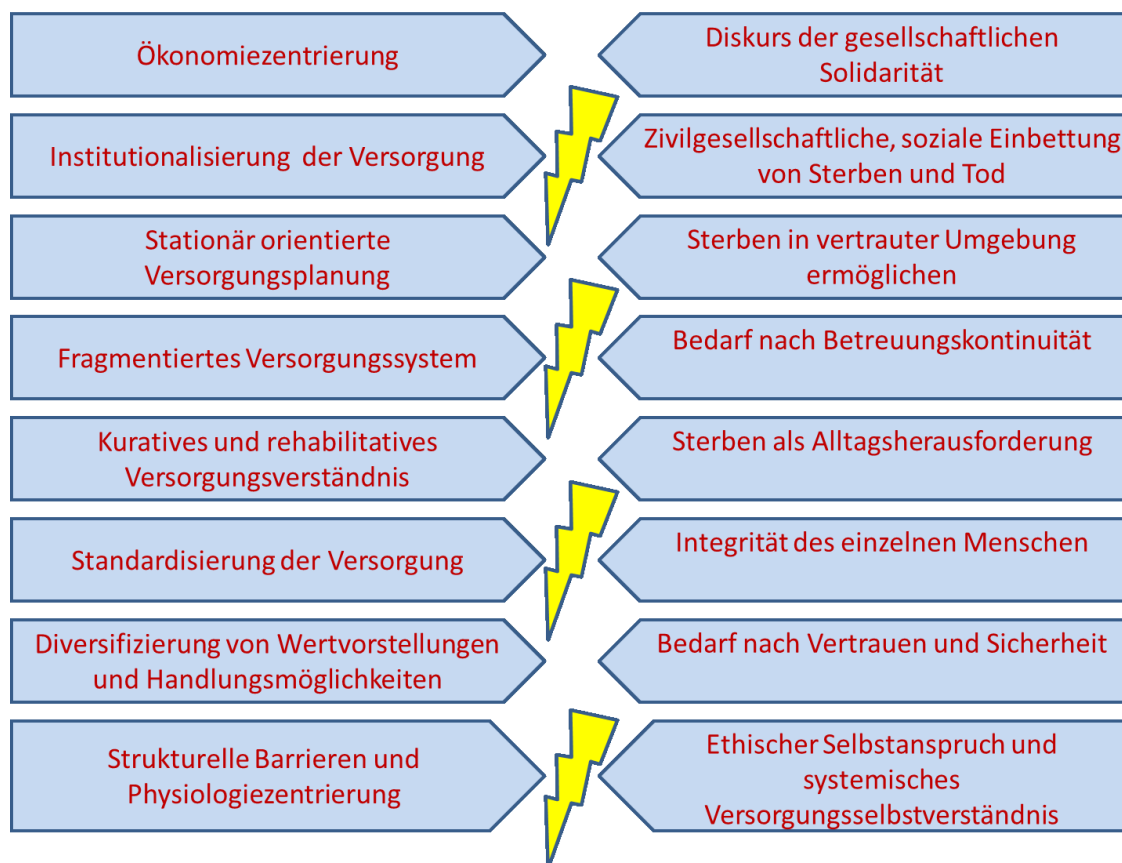 Ökonomiezentrierung
Diskurs der gesellschaftlichen
Solidarität
Institutionalisierung der Versorgung
Zivilgesellschaftliche, soziale Einbettung
von Sterben und Tod
Stationär orientierte
Versorgungsplanung
Sterben in vertrauter Umgebung
ermöglichen
Fragmentiertes Versorgungssystem
Bedarf nach Betreuungskontinuität
Kuratives und rehabilitatives
Versorgungsverständnis
Sterben als Alltagsherausforderung
Standardisierung der Versorgung
Integrität des einzelnen Menschen
Diversifizierung von Wertvorstellungen
und Handlungsmöglichkeiten
Bedarf nach Vertrauen und Sicherheit
Strukturelle Barrieren und
Physiologiezentrierung
Ethischer Selbstanspruch und
systemisches
Versorgungsselbstverständnis